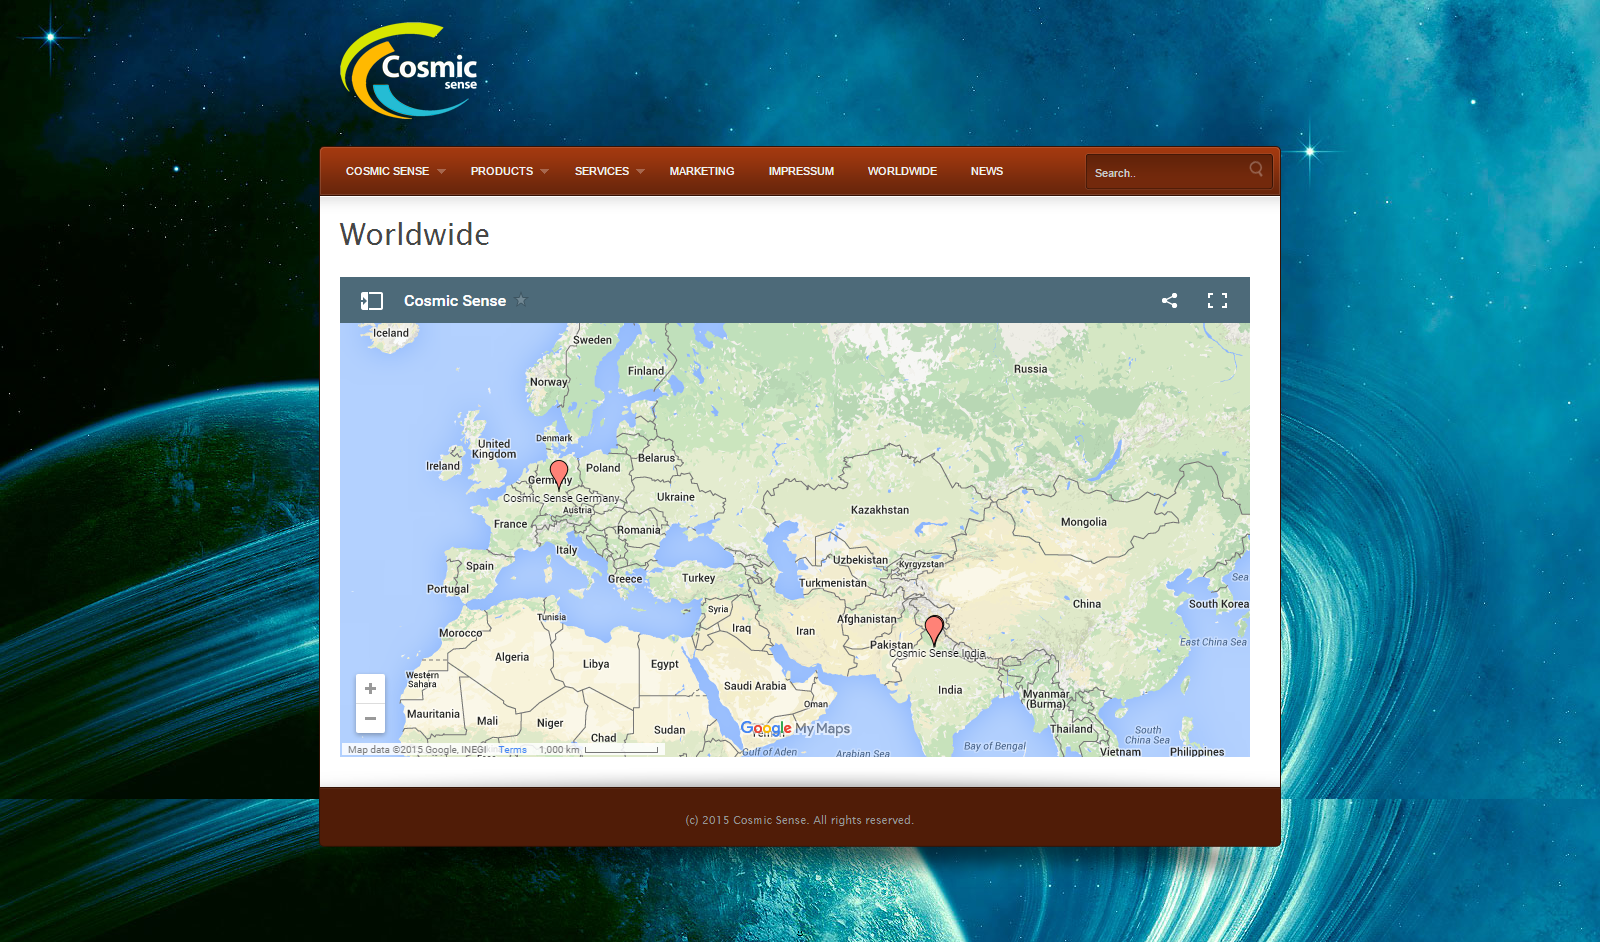 Cosmic
sense
COSMIC SENSE
PRODUCTS
SERVICES
MARKETING
IMPRESSUM
WORLDWIDE
NEWS
Search..
Worldwide
Cosmic Sense
Iceland
Sweden
Finland
Norway
Russia
Denmark
United
Kingdom
Ireland
Poland
Belarus
Germany
Cosmic Sense Germany
Ukraine
Austria
France
Romania
Kazakhstan
Mongolia
Italy
Uzbekistan
Kyrgyzstan
Spain
Greece
Turkey
Turkmenistan
Portugal
Sea
Syria
China
South Korea
Tunisia
Morocco
Iraq
Iran
Afghanistan
Pakistan
East China Sea
Cosmic Sense India
Algeria
Libya
Egypt
Western
Sahara
Saudi Arabia
India
Myanmar
(Burma)
Oman
Mauritania
Mali
Niger
Sudan
Chad
Google My Maps
Yemen
Thailand
South
China Sea
Map data ©2015 Google, INEGI
Terms
1,000 km
Gulf of Aden
Arabian Sea
Bay of Bengal
Vietnam
Philippines
(c) 2015 Cosmic Sense. All rights reserved.